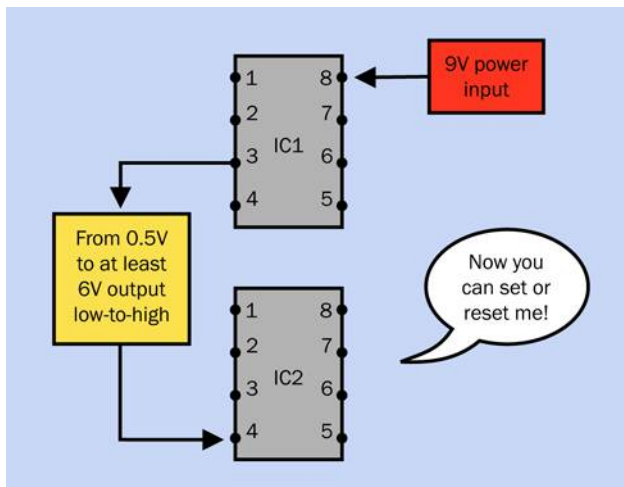 1
8
9V power
input
2
7
IC1
3
6
4
5
From 0.5V
to at least
6V output
low-to-high
1
8
Now you
can set or
reset me!
2
7
IC2
3
6
4
5